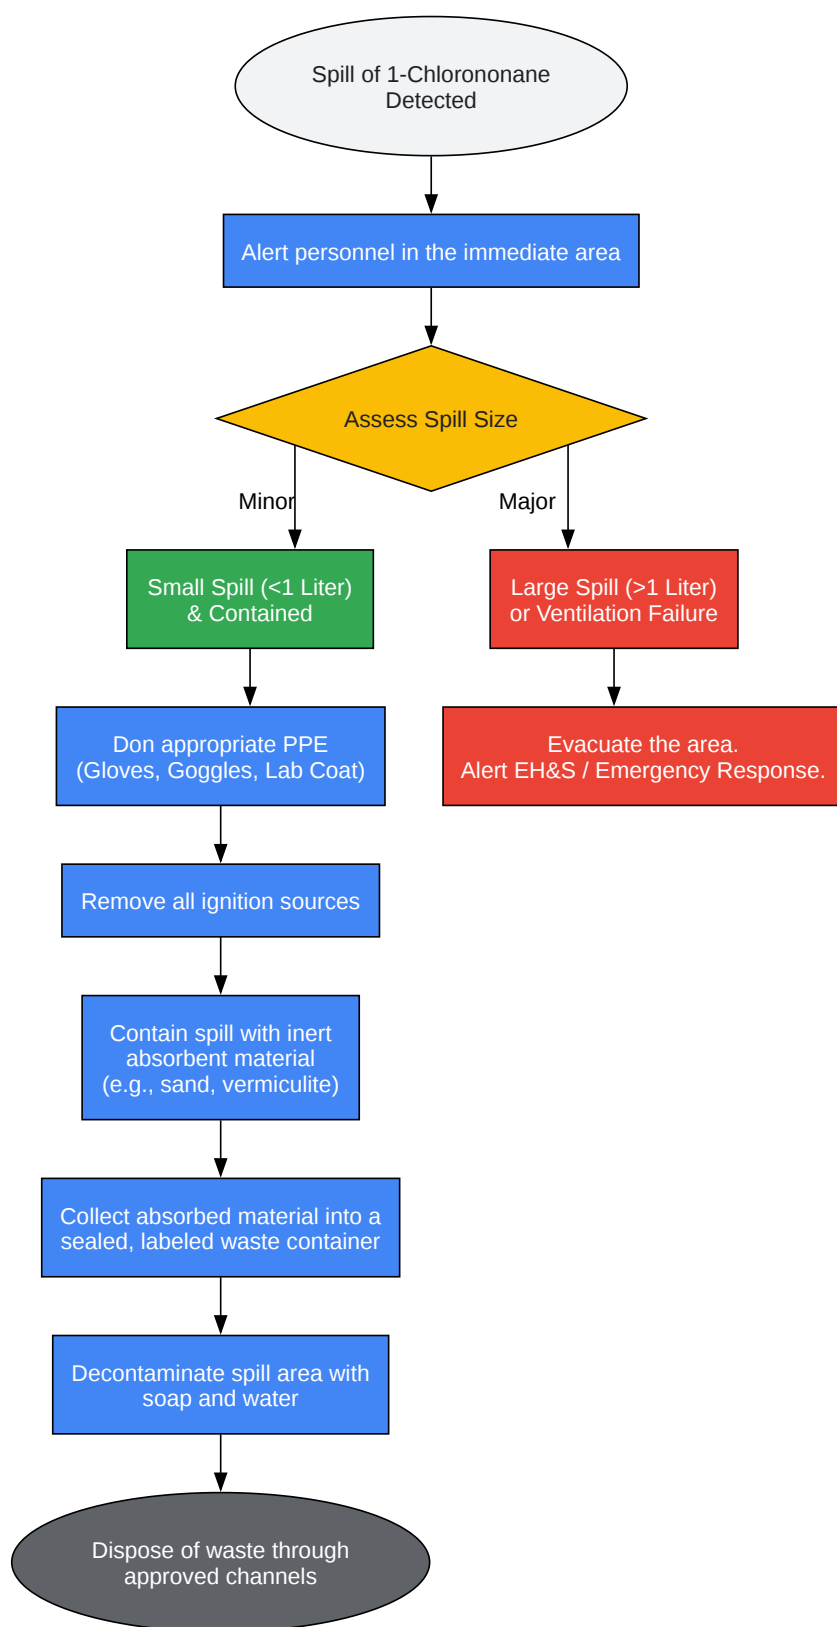 Spill of 1-Chlorononane
Detected
Alert personnel in the immediate area
Assess Spill Size
Minor
Major
Small Spill (<1 Liter)
& Contained
Large Spill (>1 Liter)
or Ventilation Failure
Don appropriate PPE
(Gloves, Goggles, Lab Coat)
Evacuate the area.
Alert EH&S / Emergency Response.
Remove all ignition sources
Contain spill with inert
absorbent material
(e.g., sand, vermiculite)
Collect absorbed material into a
sealed, labeled waste container
Decontaminate spill area with
soap and water
Dispose of waste through
approved channels